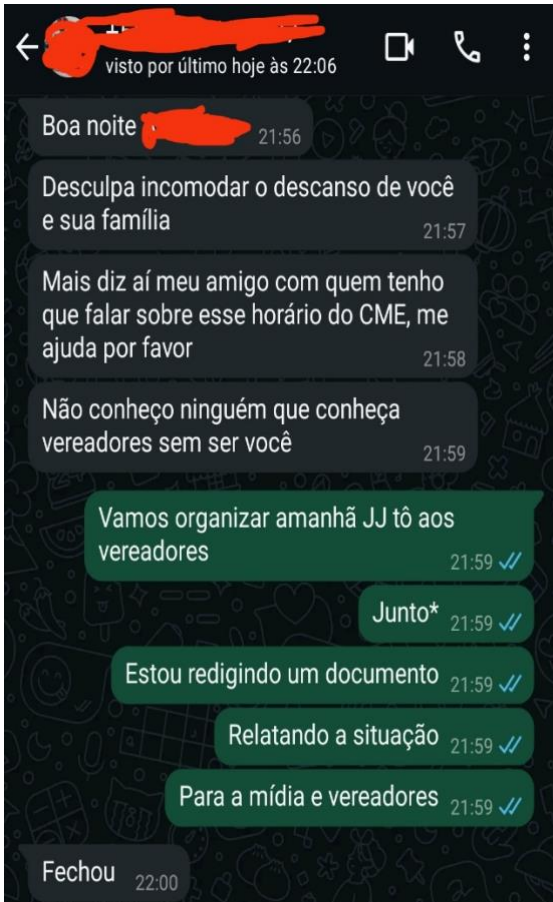 visto por último hoje às 22:06
Boa noite
21:56
Desculpa incomodar o descanso de você
e sua família
21:57
Mais diz aí meu amigo com quem tenho
que falar sobre esse horário do CME, me
ajuda por favor
21:58
Não conheço ninguém que conheça
vereadores sem ser você
21:59
Vamos organizar amanhã JJ tô aos
vereadores
21:59
Junto*
21:59
Estou redigindo um documento
21:59
Relatando a situação
21:59
Para a mídia e vereadores
21:59
Fechou
22:00